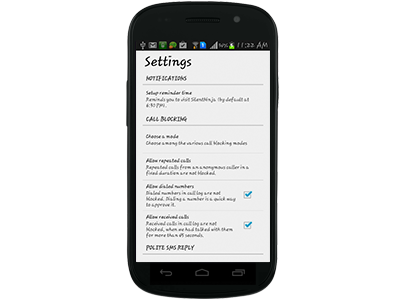 11:22 AM
Settings
NOTIFICATIONS
Setup reminder time
Reminds you to visit SilentNinja. (by default at
6:30 PM).
CALL BLOCKING
Choose a mode
Choose among the various call blocking modes
Allow repeated calls
Repeated calls from an anonymous caller in a
fixed duration are not blocked.
Allow dialed numbers
Dialed numbers in call log are not
blocked. Dialing a number is a quick
way to approve it.
Allow received calls
Received calls in call log are not
blocked, when we had talked with them
for more than 45 seconds.
POLITE SMS REPLY